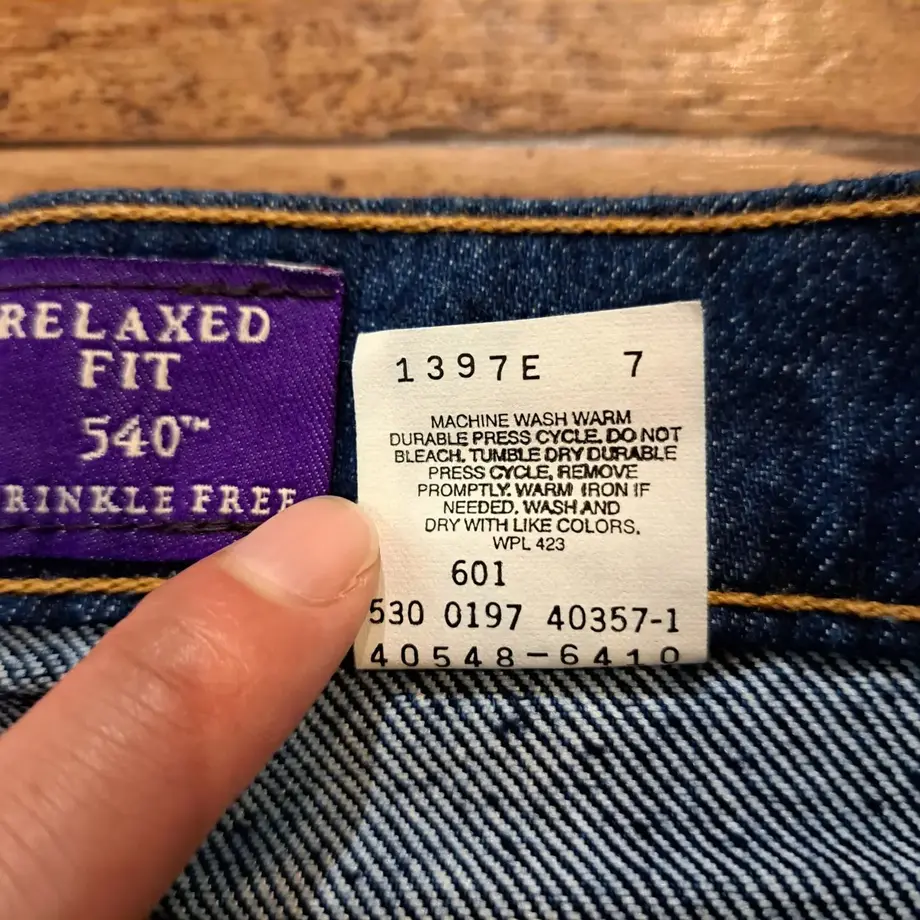 RELAXED
FIT
540™
RINKLE FREE
1397E 7
MACHINE WASH WARM
DURABLE PRESS CYCLE. DO NOT
BLEACH. TUMBLE DRY DURABLE
PRESS CYCLE, REMOVE
PROMPTLY. WARM IRON IF
NEEDED. WASH AND
DRY WITH LIKE COLORS.
WPL 423
601
530 0197 40357-1
40548-6410